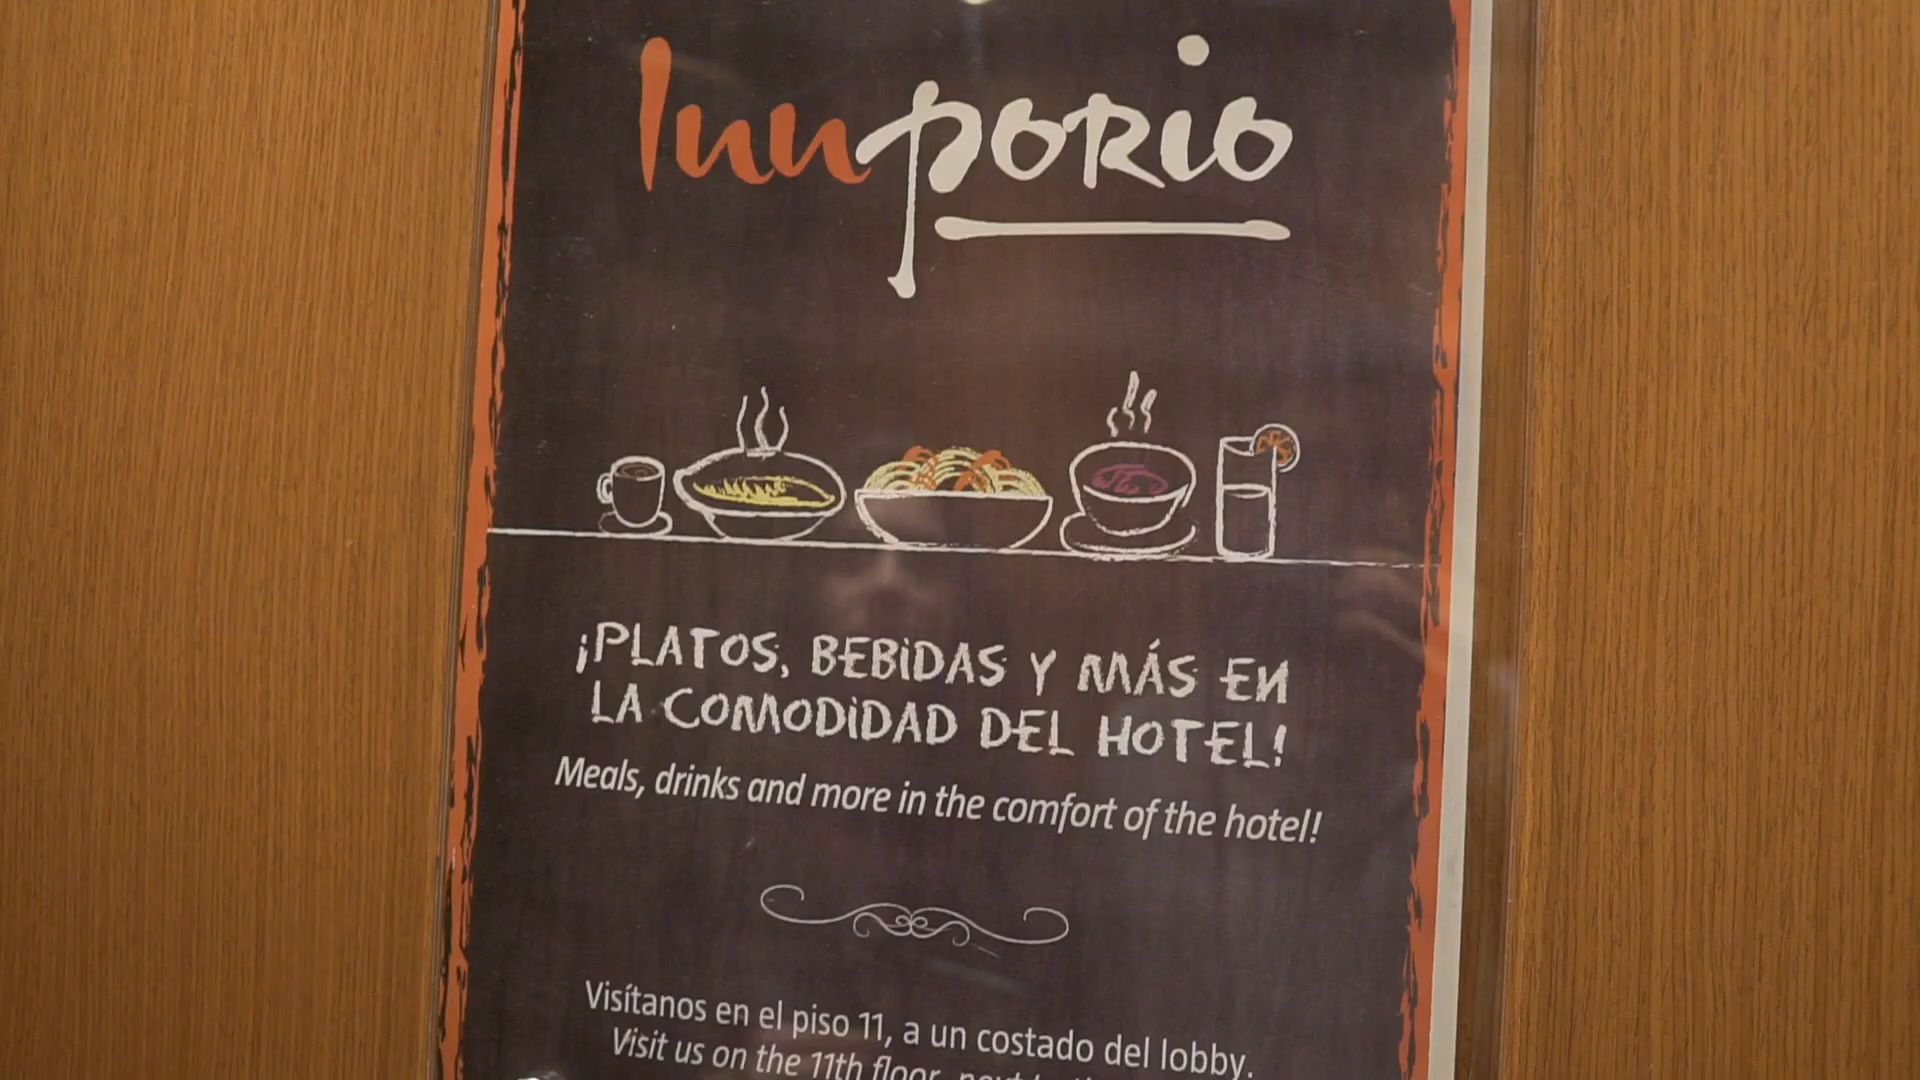 Innporio
¡PLATOS, BEBIDAS Y MÁS EN
LA COMODIDAD DEL HOTEL!
Meals, drinks and more in the comfort of the hotel!
Visítanos en el piso 11, a un costado del lobby.
Visit us on the 11th floor, next